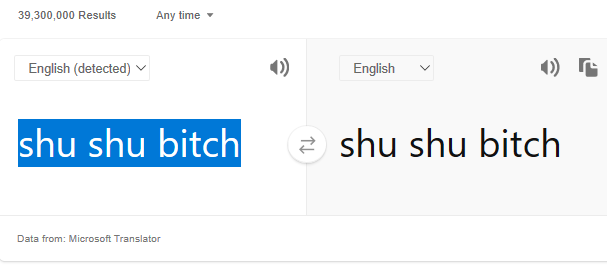 39,300,000 Results Any time
English (detected) English
shu shu bitch shu shu bitch
Data from: Microsoft Translator